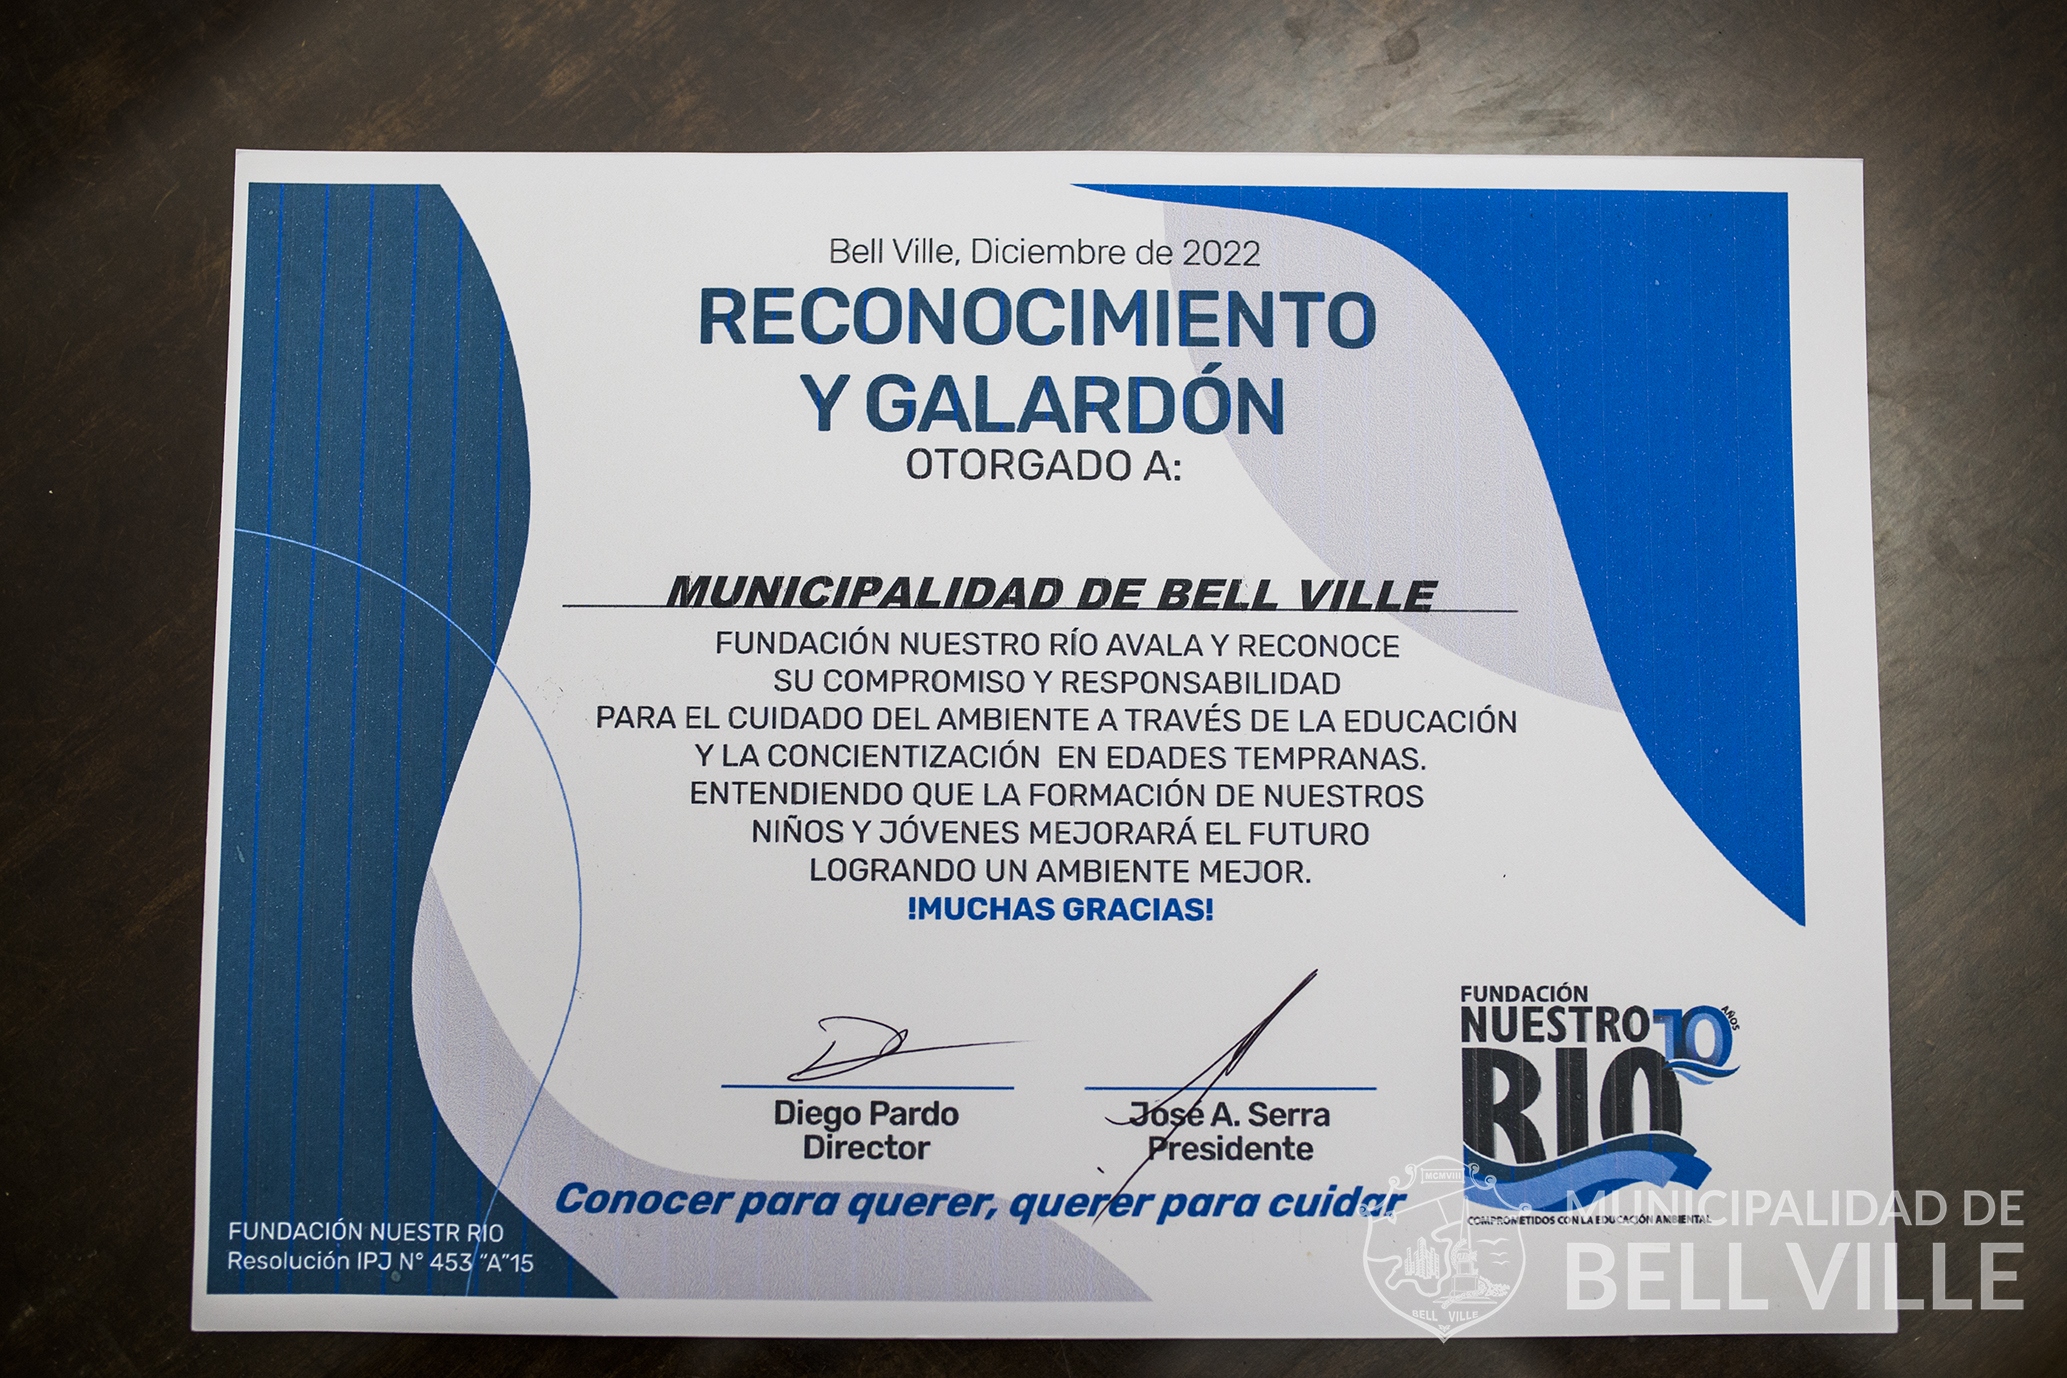 Bell Ville, Diciembre de 2022
RECONOCIMIENTO
Y GALARDÓN
OTORGADO A:
MUNICIPALIDAD DE BELL VILLE
FUNDACIÓN NUESTRO RÍO AVALA Y RECONOCE
SU COMPROMISO Y RESPONSABILIDAD
PARA EL CUIDADO DEL AMBIENTE A TRAVÉS DE LA EDUCACIÓN
Y LA CONCIENTIZACIÓN EN EDADES TEMPRANAS.
ENTENDIENDO QUE LA FORMACIÓN DE NUESTROS
NIÑOS Y JÓVENES MEJORARÁ EL FUTURO
LOGRANDO UN AMBIENTE MEJOR.
!MUCHAS GRACIAS!
Diego Pardo
Director
José A. Serra
Presidente
Conocer para querer, querer para cuidar
FUNDACIÓN NUESTR RIO
Resolución IPJ N° 453 “A”15
FUNDACIÓN
NUESTRO
RIO
10 AÑOS
COMPROMETIDOS CON LA EDUCACIÓN AMBIENTAL
MCMVIII
BELL VILLE
MUNICIPALIDAD DE
BELL VILLE